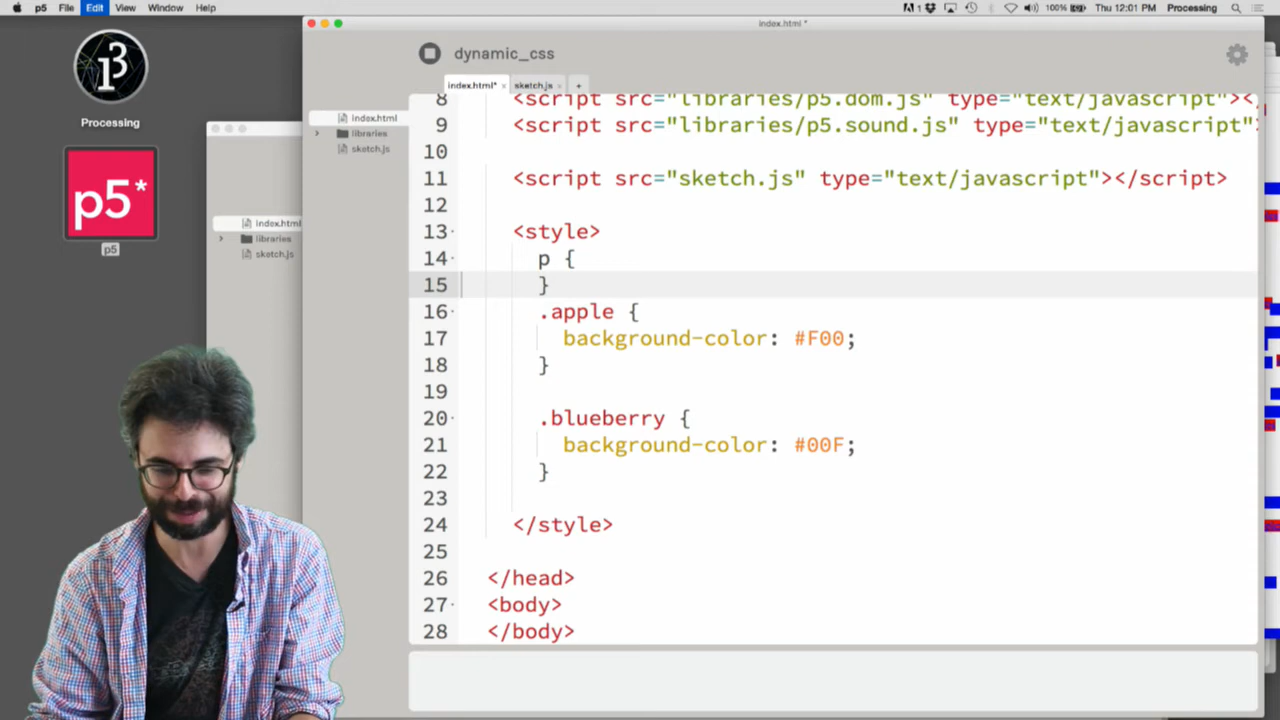 p5 File Edit View Window Help
1 100% Thu 12:01 PM Processing
index.html *
dynamic_css
index.html* × sketch.js × +
Processing
p5*
p5
index.html
libraries
sketch.js
index.html
libraries
sketch.js
8 <script src="libraries/p5.dom.js" type="text/javascript"><
9 <script src="libraries/p5.sound.js" type="text/javascript">
10
11 <script src="sketch.js" type="text/javascript"></script>
12
13 <style>
14 p {
15 }
16 .apple {
17 background-color: #F00;
18 }
19
20 .blueberry {
21 background-color: #00F;
22 }
23
24 </style>
25
26 </head>
27 <body>
28 </body>